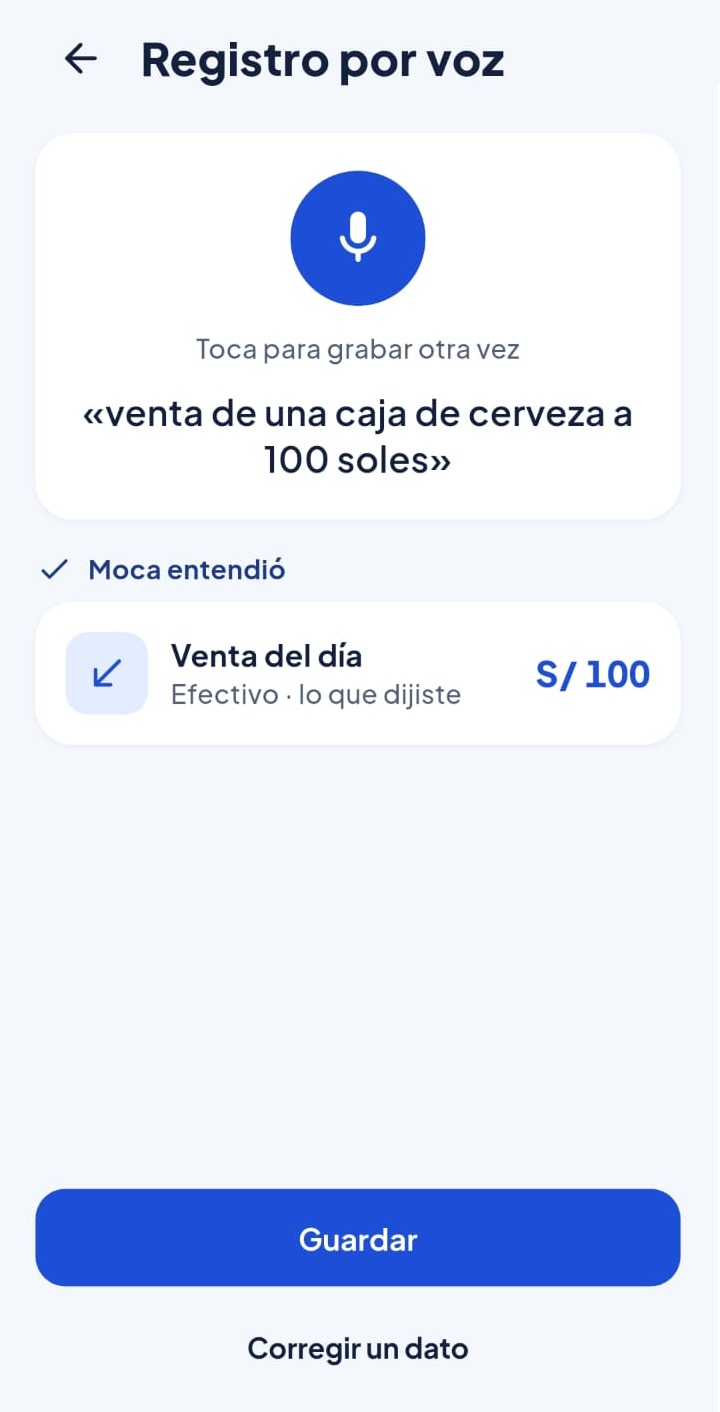 Registro por voz
Toca para grabar otra vez
«venta de una caja de cerveza a
100 soles»
Moca entendió
Venta del día
Efectivo · lo que dijiste
S/ 100
Guardar
Corregir un dato